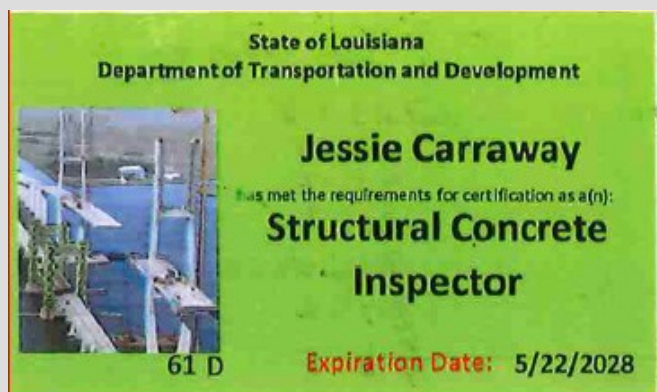 State of Louisiana
Department of Transportation and Development
Jessie Carraway
has met the requirements for certification as a(n):
Structural Concrete
Inspector
61 D
Expiration Date: 5/22/2028